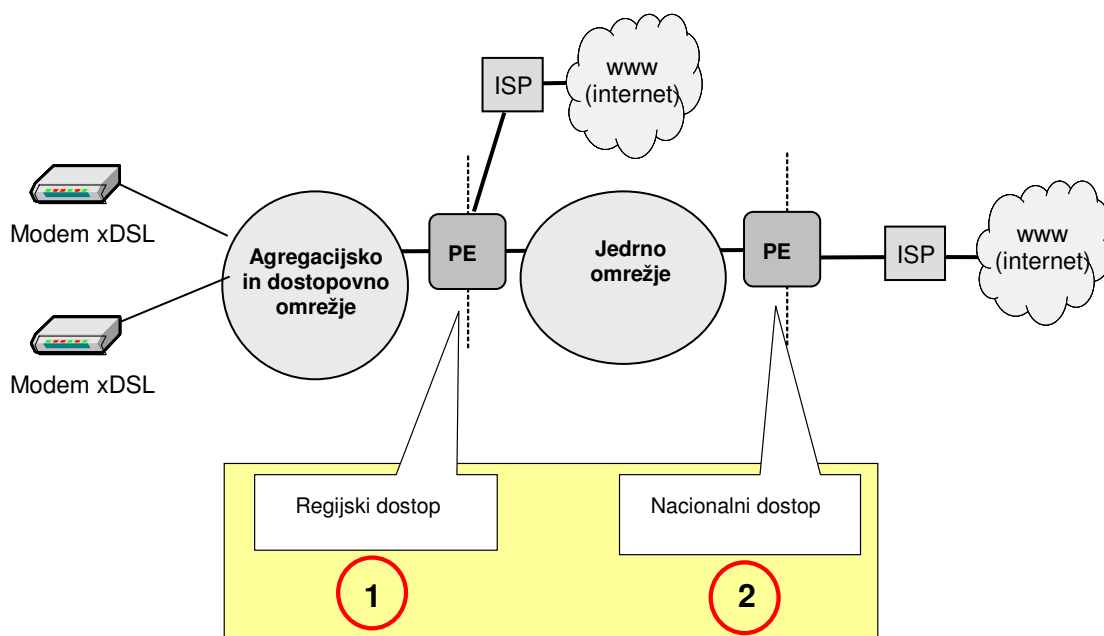 www
(internet)
ISP
Modem xDSL
Agregacijsko
in dostopovno
omrežje
PE
Jedrno
omrežje
PE
ISP
www
(internet)
Modem xDSL
Regijski dostop
Nacionalni dostop
1
2